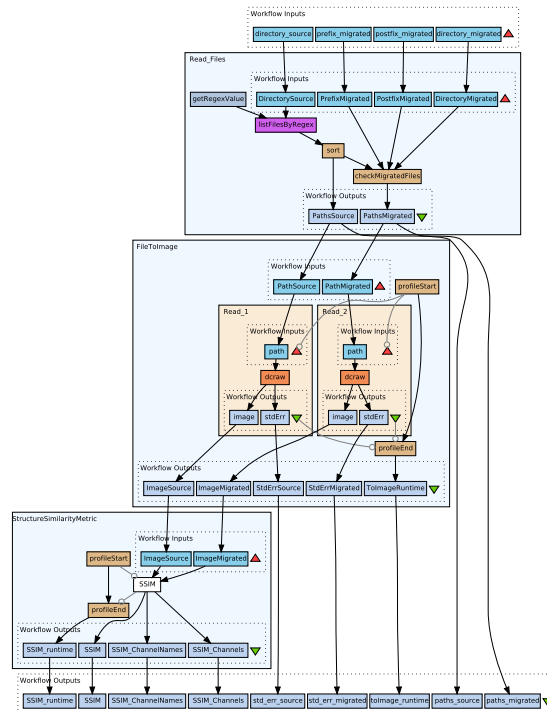 Workflow Inputs
directory_source prefix_migrated postfix_migrated directory_migrated
Read_Files
Workflow Inputs
getRegexValue DirectorySource PrefixMigrated PostfixMigrated DirectoryMigrated
listFilesByRegex
sort
checkMigratedFiles
Workflow Outputs
PathsSource PathsMigrated
FileToImage
Workflow Inputs
PathSource PathMigrated profileStart
Read_1 Read_2
Workflow Inputs Workflow Inputs
path path
dcraw dcraw
Workflow Outputs Workflow Outputs
image stdErr image stdErr
profileEnd
Workflow Outputs
ImageSource ImageMigrated StdErrSource StdErrMigrated ToImageRuntime
StructureSimilarityMetric
Workflow Inputs
profileStart ImageSource ImageMigrated
SSIM
profileEnd
Workflow Outputs
SSIM_runtime SSIM SSIM_ChannelNames SSIM_Channels
Workflow Outputs
SSIM_runtime SSIM SSIM_ChannelNames SSIM_Channels std_err_source std_err_migrated toImage_runtime paths_source paths_migrated